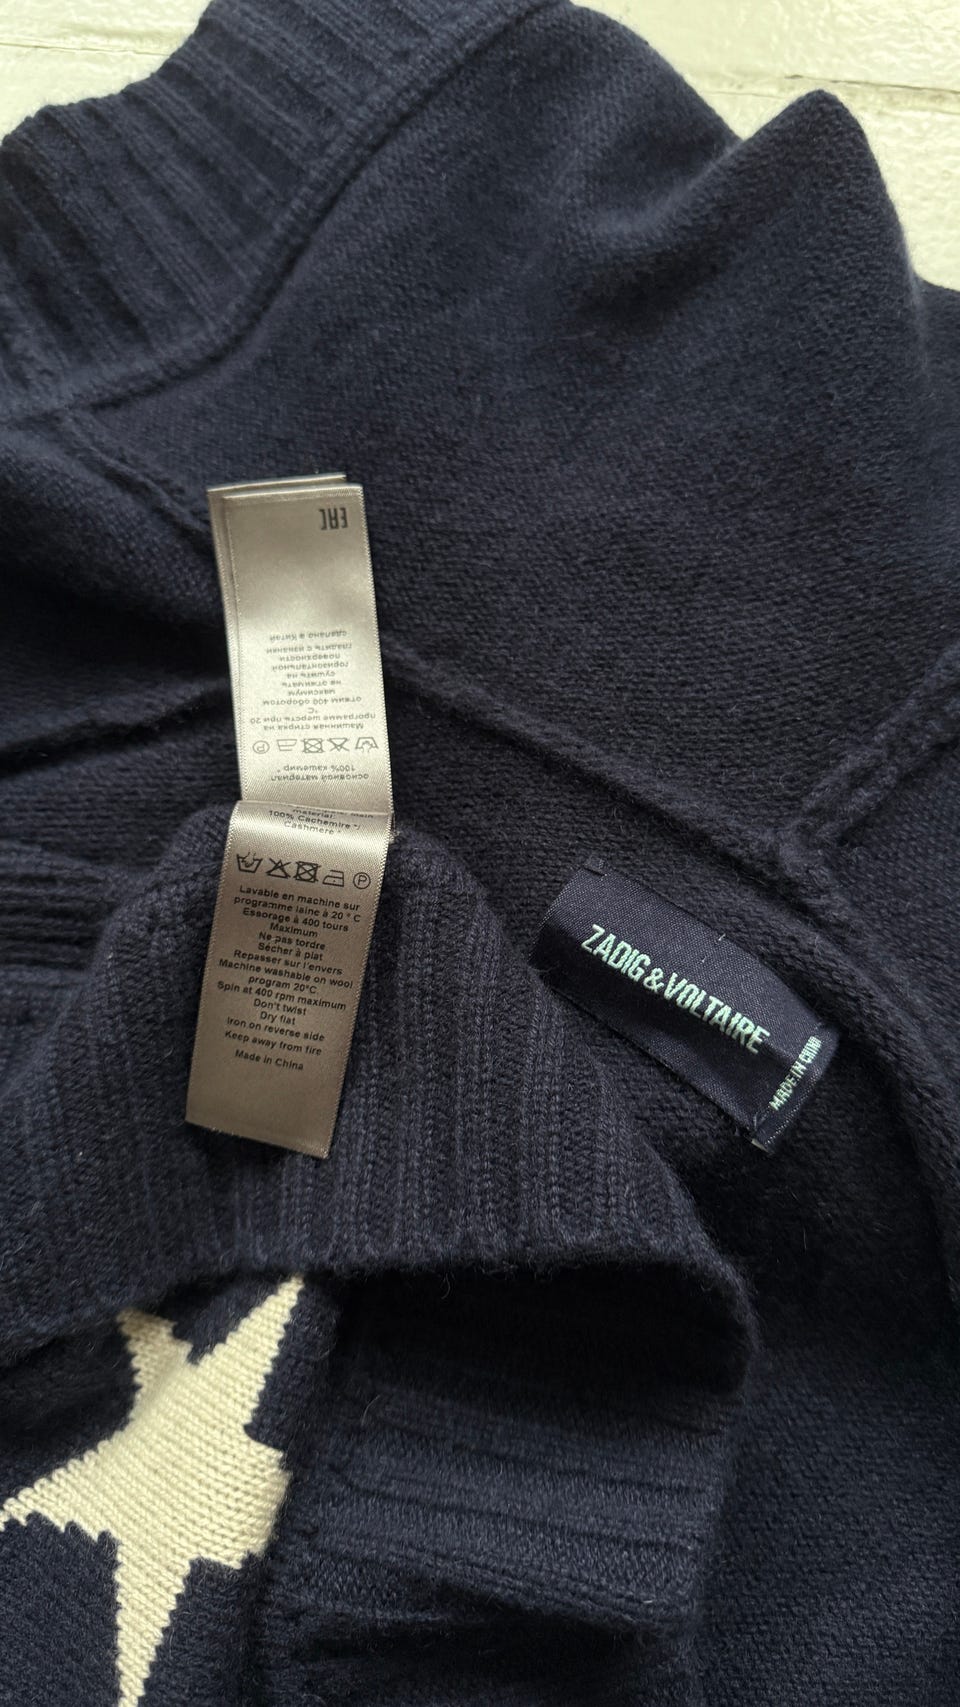 EAC
сделано в Китай
гладить с изнанки
поверхности
горизонтальной
сушить на
не отжимать
максимум
отжим 400 оборотом
°C
программе шерсть при 20
Машинная стирка на
100% кашемир *
основной материал
material:
100% Cachemire */
Cashmere *
P
Lavable en machine sur
programme laine à 20 ° C
Essorage à 400 tours
Maximum
Ne pas tordre
Sécher à plat
Repasser sur l'envers
Machine washable on wool
program 20°C.
Spin at 400 rpm maximum
Don't twist
Dry flat
Iron on reverse side
Keep away from fire
Made in China
ZADIG & VOLTAIRE
MADE IN CHINA